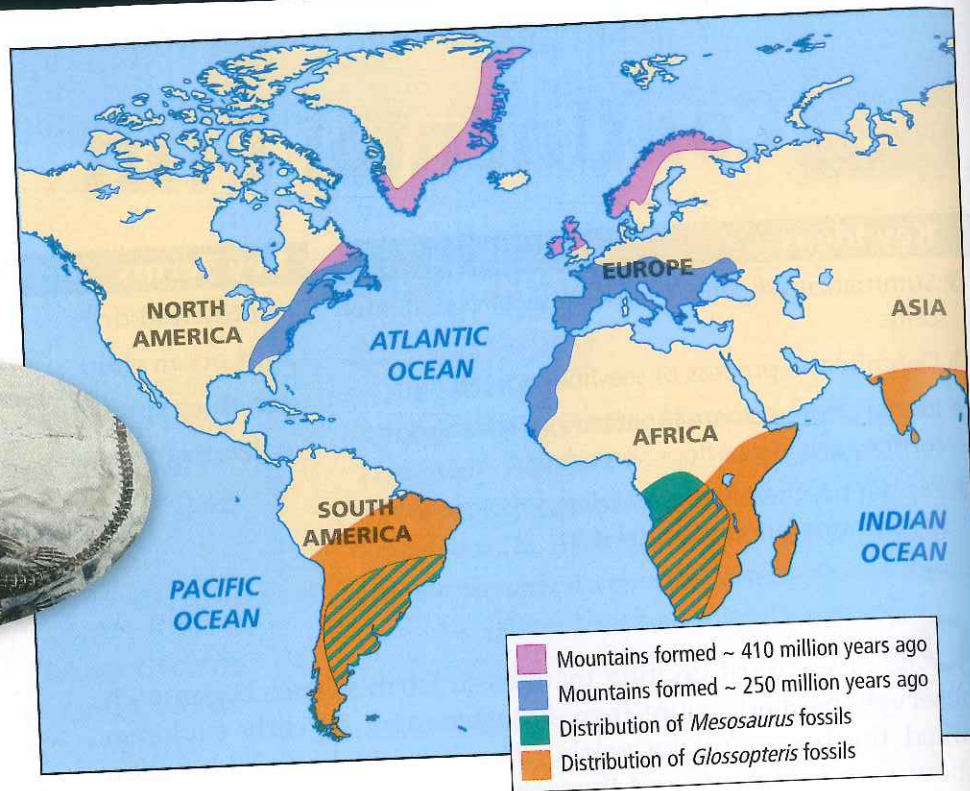 NORTH
AMERICA
ATLANTIC
OCEAN
EUROPE
ASIA
AFRICA
SOUTH
AMERICA
PACIFIC
OCEAN
INDIAN
OCEAN
Mountains formed ~ 410 million years ago
Mountains formed ~ 250 million years ago
Distribution of Mesosaurus fossils
Distribution of Glossopteris fossils